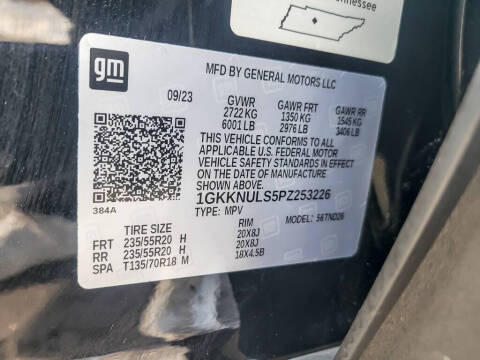 Tennessee
gm
MFD BY GENERAL MOTORS LLC
09/23 GVWR GAWR FRT GAWR RR
2722 KG 1350 KG 1545 KG
6001 LB 2976 LB 3406 LB
THIS VEHICLE CONFORMS TO ALL
APPLICABLE U.S. FEDERAL MOTOR
VEHICLE SAFETY STANDARDS IN EFFECT
ON THE DATE OF MANUFACTURE
SHOWN ABOVE.
1GKKNULS5PZ253226
384A TYPE: MPV MODEL: 56TND26
TIRE SIZE RIM
FRT 235/55R20 H 20X8J
RR 235/55R20 H 20X8J
SPA T135/70R18 M 18X4.5B